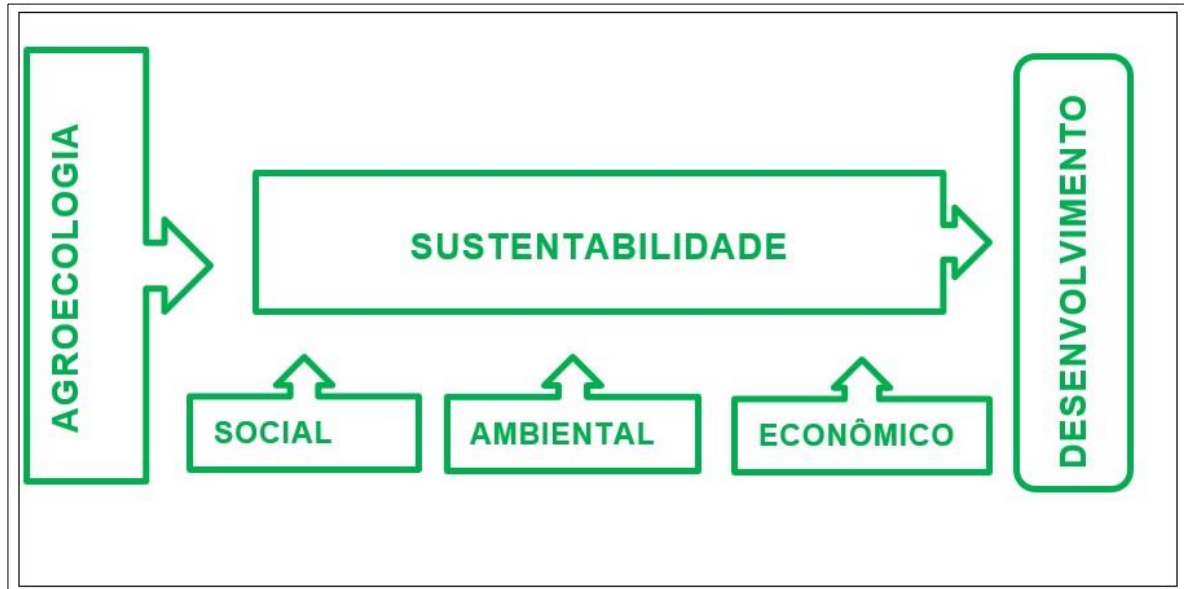 AGROECOLOGIA
SUSTENTABILIDADE
SOCIAL
AMBIENTAL
ECONÔMICO
DESENVOLVIMENTO